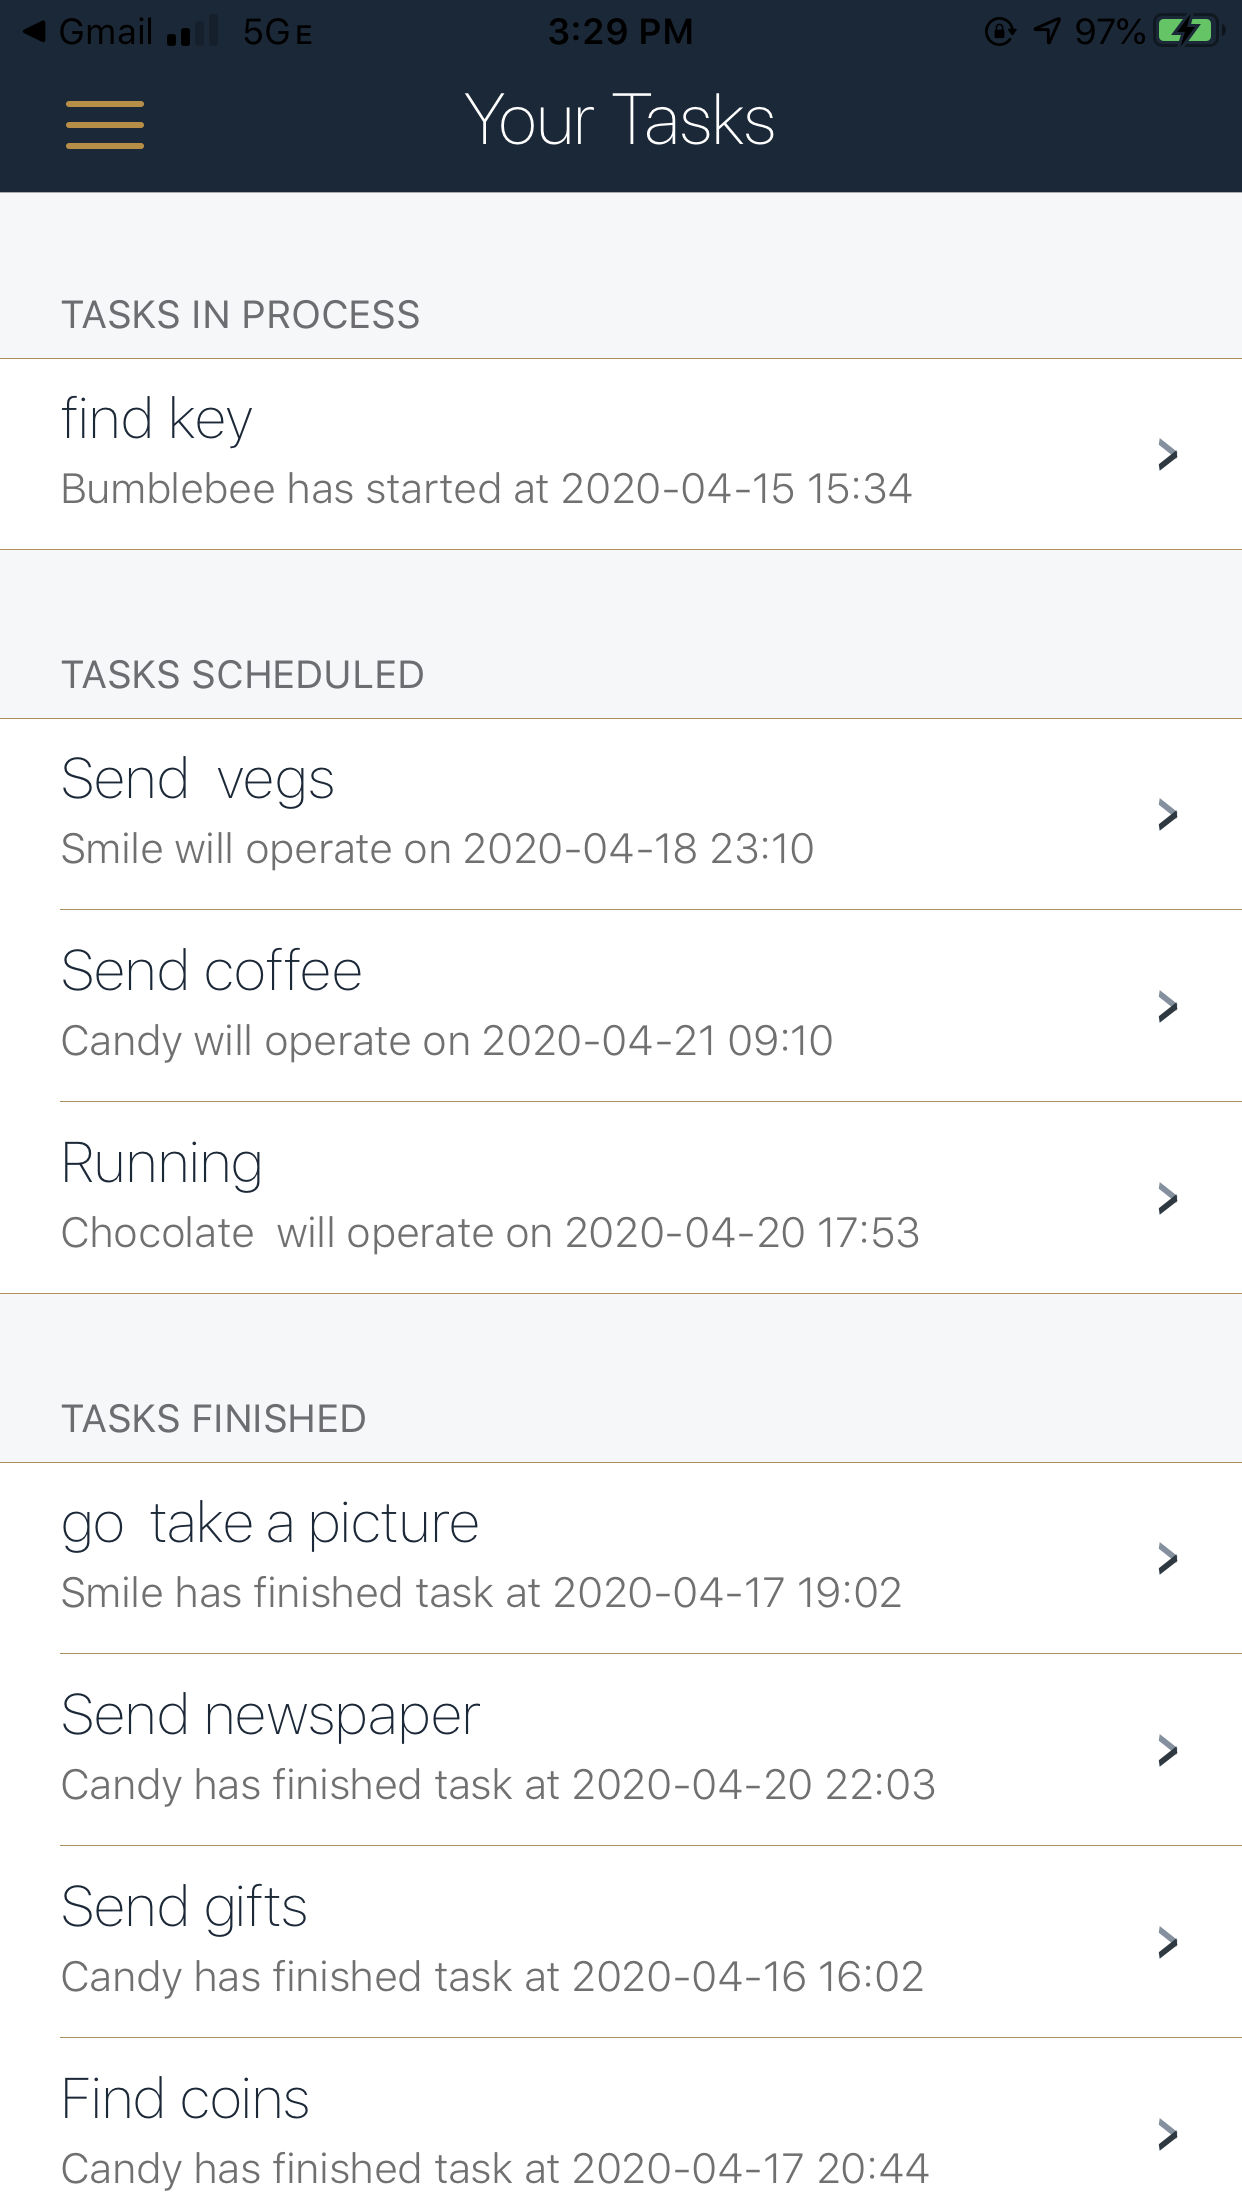 Gmail 5GE 3:29 PM 97%
Your Tasks
TASKS IN PROCESS
find key
Bumblebee has started at 2020-04-15 15:34
TASKS SCHEDULED
Send  vegs
Smile will operate on 2020-04-18 23:10
Send coffee
Candy will operate on 2020-04-21 09:10
Running
Chocolate  will operate on 2020-04-20 17:53
TASKS FINISHED
go  take a picture
Smile has finished task at 2020-04-17 19:02
Send newspaper
Candy has finished task at 2020-04-20 22:03
Send gifts
Candy has finished task at 2020-04-16 16:02
Find coins
Candy has finished task at 2020-04-17 20:44